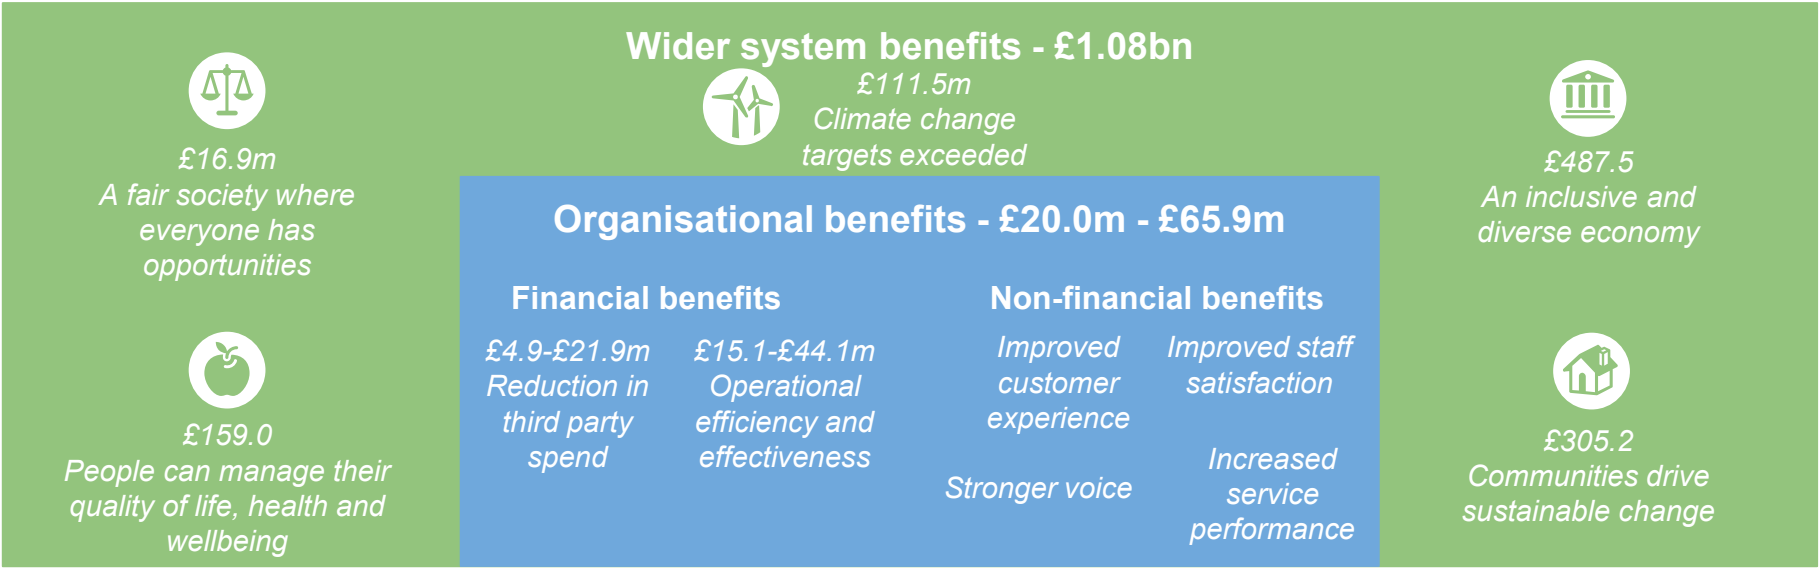 Wider system benefits - £1.08bn
£16.9m
A fair society where
everyone has
opportunities
£111.5m
Climate change
targets exceeded
£487.5
An inclusive and
diverse economy
£159.0
People can manage their
quality of life, health and
wellbeing
Organisational benefits - £20.0m - £65.9m
Financial benefits
£4.9-£21.9m
Reduction in
third party
spend
£15.1-£44.1m
Operational
efficiency and
effectiveness
Non-financial benefits
Improved
customer
experience
Improved staff
satisfaction
Stronger voice
Increased
service
performance
£305.2
Communities drive
sustainable change